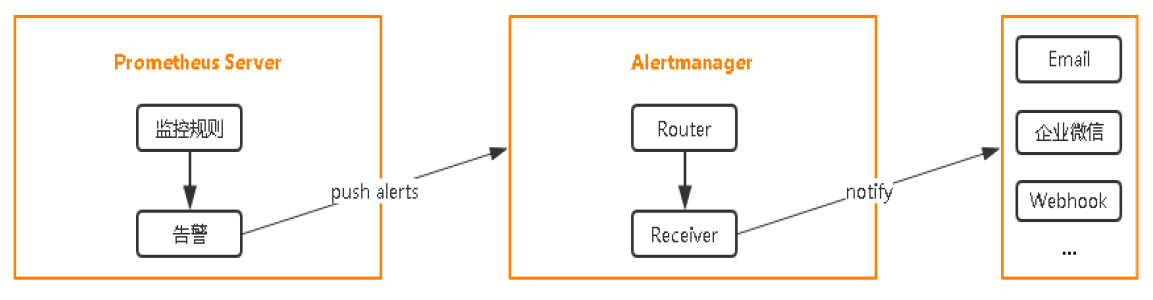 Prometheus Server
监控规则
告警
push alerts
Alertmanager
Router
Receiver
notify
Email
企业微信
Webhook
...